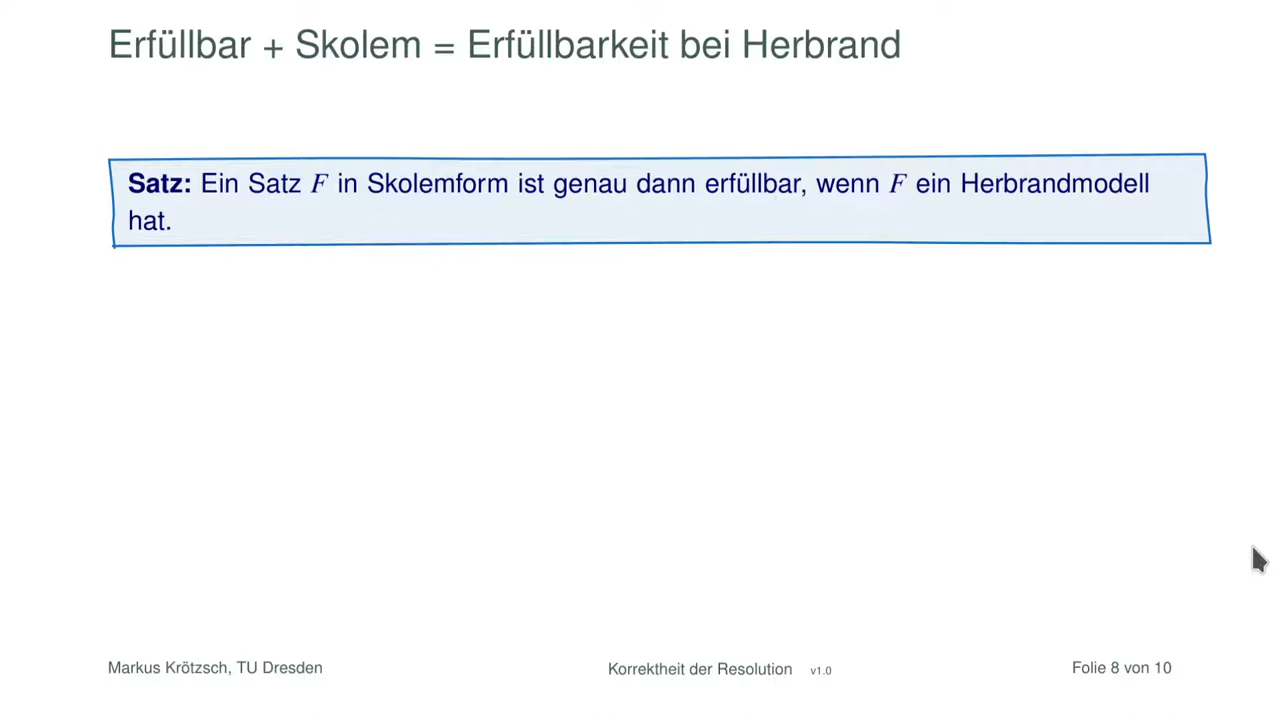 Erfüllbar + Skolem = Erfüllbarkeit bei Herbrand
Satz: Ein Satz F in Skolemform ist genau dann erfüllbar, wenn F ein Herbrandmodell
hat.
Markus Krötzsch, TU Dresden
Korrektheit der Resolution v1.0
Folie 8 von 10